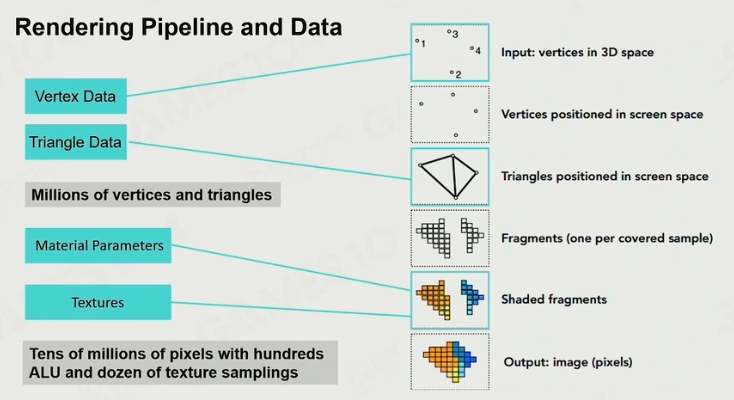 Rendering Pipeline and Data
Vertex Data
Triangle Data
Millions of vertices and triangles
Material Parameters
Textures
Tens of millions of pixels with hundreds
ALU and dozen of texture samplings
1
3
4
2
Input: vertices in 3D space
Vertices positioned in screen space
Triangles positioned in screen space
Fragments (one per covered sample)
Shaded fragments
Output: image (pixels)